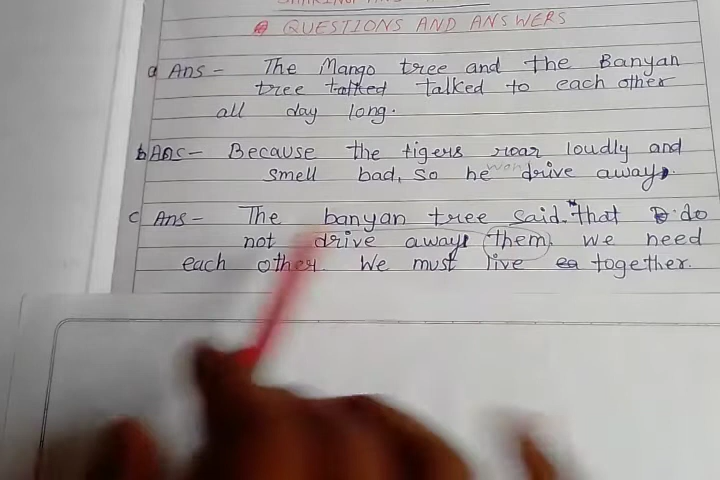 QUESTIONS AND ANSWERS
a Ans - The Mango tree and the Banyan
tree talked talked to each other
all day long.
b Ans - Because the tigers roar loudly and
smell bad, so he won drive away.
c Ans - The banyan tree said "that do
not drive away them. We need
each other. We must live ea together.